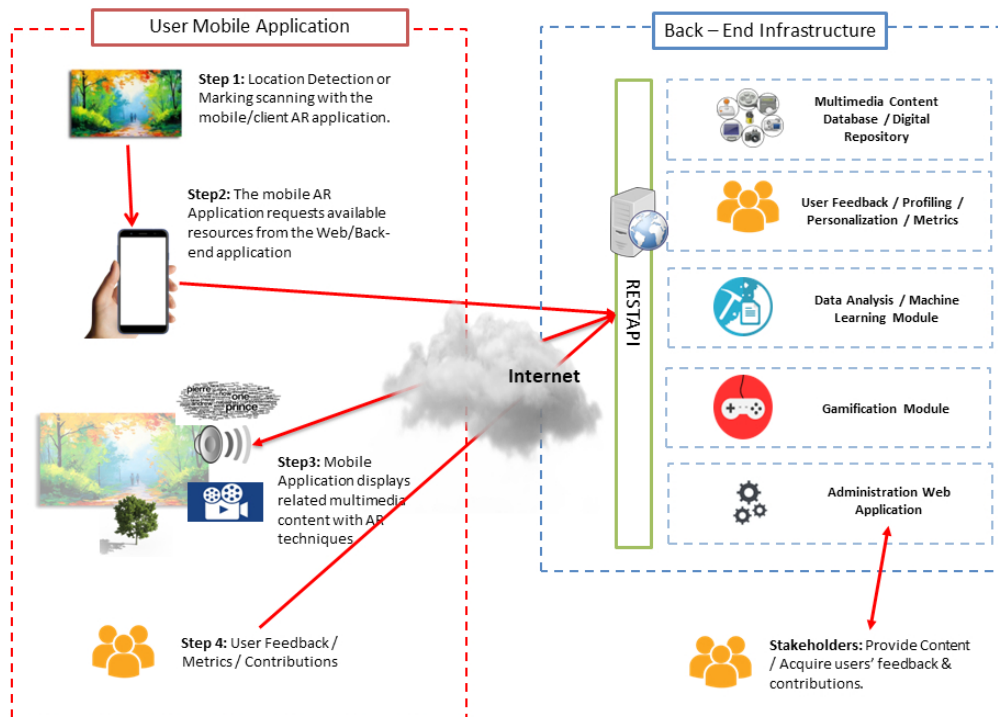 User Mobile Application
Step 1: Location Detection or
Marking scanning with the
mobile/client AR application.
Step2: The mobile AR
Application requests available
resources from the Web/Back-
end application
pierre
one
prince
Step3: Mobile
Application displays
related multimedia
content with AR
techniques
Step 4: User Feedback /
Metrics / Contributions
Internet
Back – End Infrastructure
RESTAPI
Multimedia Content
Database / Digital
Repository
User Feedback / Profiling /
Personalization / Metrics
Data Analysis / Machine
Learning Module
Gamification Module
Administration Web
Application
Stakeholders: Provide Content
/ Acquire users' feedback &
contributions.